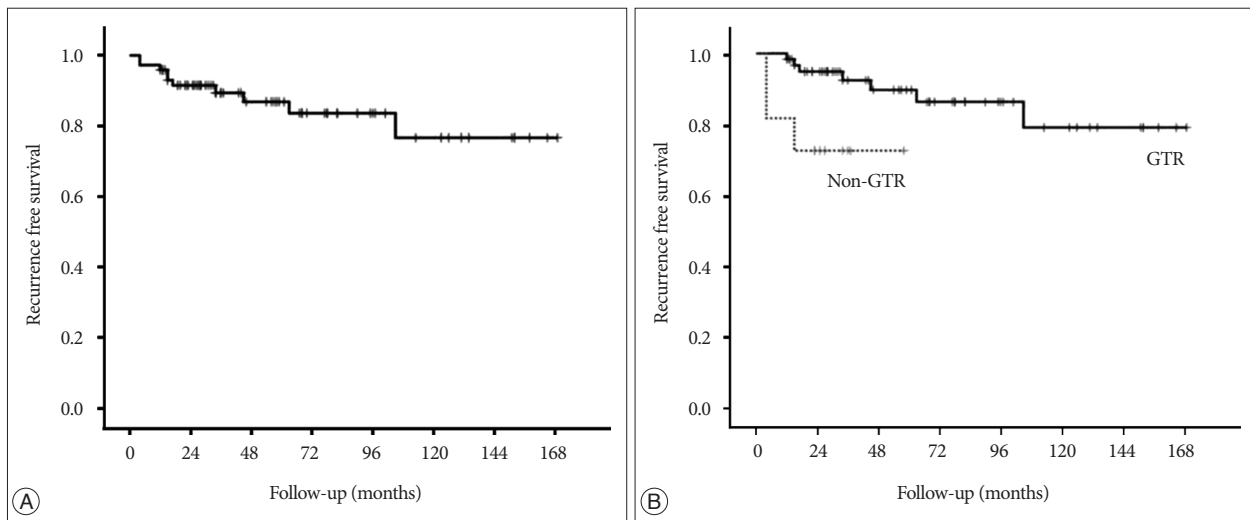 Recurrence free survival
1.0
0.8
0.6
0.4
0.2
0.0
0 24 48 72 96 120 144 168
Follow-up (months)
A
Recurrence free survival
1.0
0.8
0.6
0.4
0.2
0.0
GTR
Non-GTR
0 24 48 72 96 120 144 168
Follow-up (months)
B